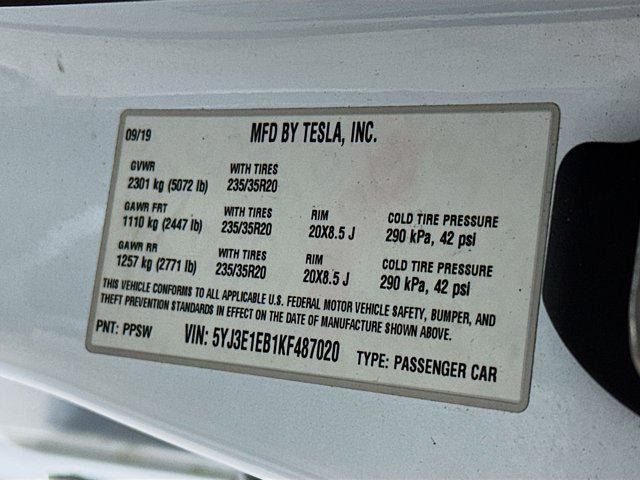 09/19 MFD BY TESLA, INC.
GVWR WITH TIRES
2301 kg (5072 lb) 235/35R20
GAWR FRT WITH TIRES RIM COLD TIRE PRESSURE
1110 kg (2447 lb) 235/35R20 20X8.5 J 290 kPa, 42 psi
GAWR RR WITH TIRES RIM COLD TIRE PRESSURE
1257 kg (2771 lb) 235/35R20 20X8.5 J 290 kPa, 42 psi
THIS VEHICLE CONFORMS TO ALL APPLICABLE U.S. FEDERAL MOTOR VEHICLE SAFETY, BUMPER, AND
THEFT PREVENTION STANDARDS IN EFFECT ON THE DATE OF MANUFACTURE SHOWN ABOVE.
PNT: PPSW VIN: 5YJ3E1EB1KF487020 TYPE: PASSENGER CAR